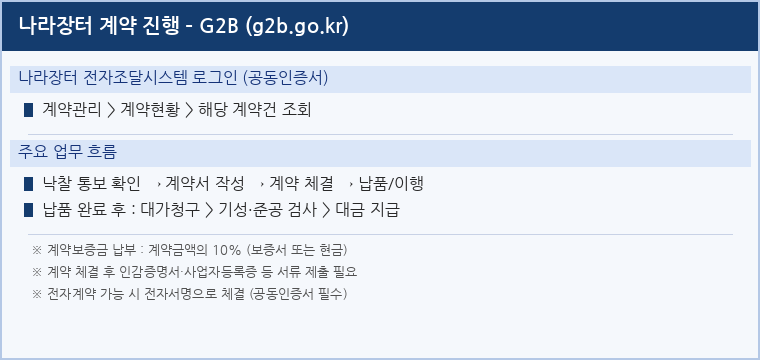 나라장터 계약 진행 - G2B (g2b.go.kr)
나라장터 전자조달시스템 로그인 (공동인증서)
■ 계약관리 > 계약현황 > 해당 계약건 조회
주요 업무 흐름
■ 낙찰 통보 확인 → 계약서 작성 → 계약 체결 → 납품/이행
■ 납품 완료 후 : 대가청구 > 기성·준공 검사 > 대금 지급
※ 계약보증금 납부 : 계약금액의 10% (보증서 또는 현금)
※ 계약 체결 후 인감증명서·사업자등록증 등 서류 제출 필요
※ 전자계약 가능 시 전자서명으로 체결 (공동인증서 필수)